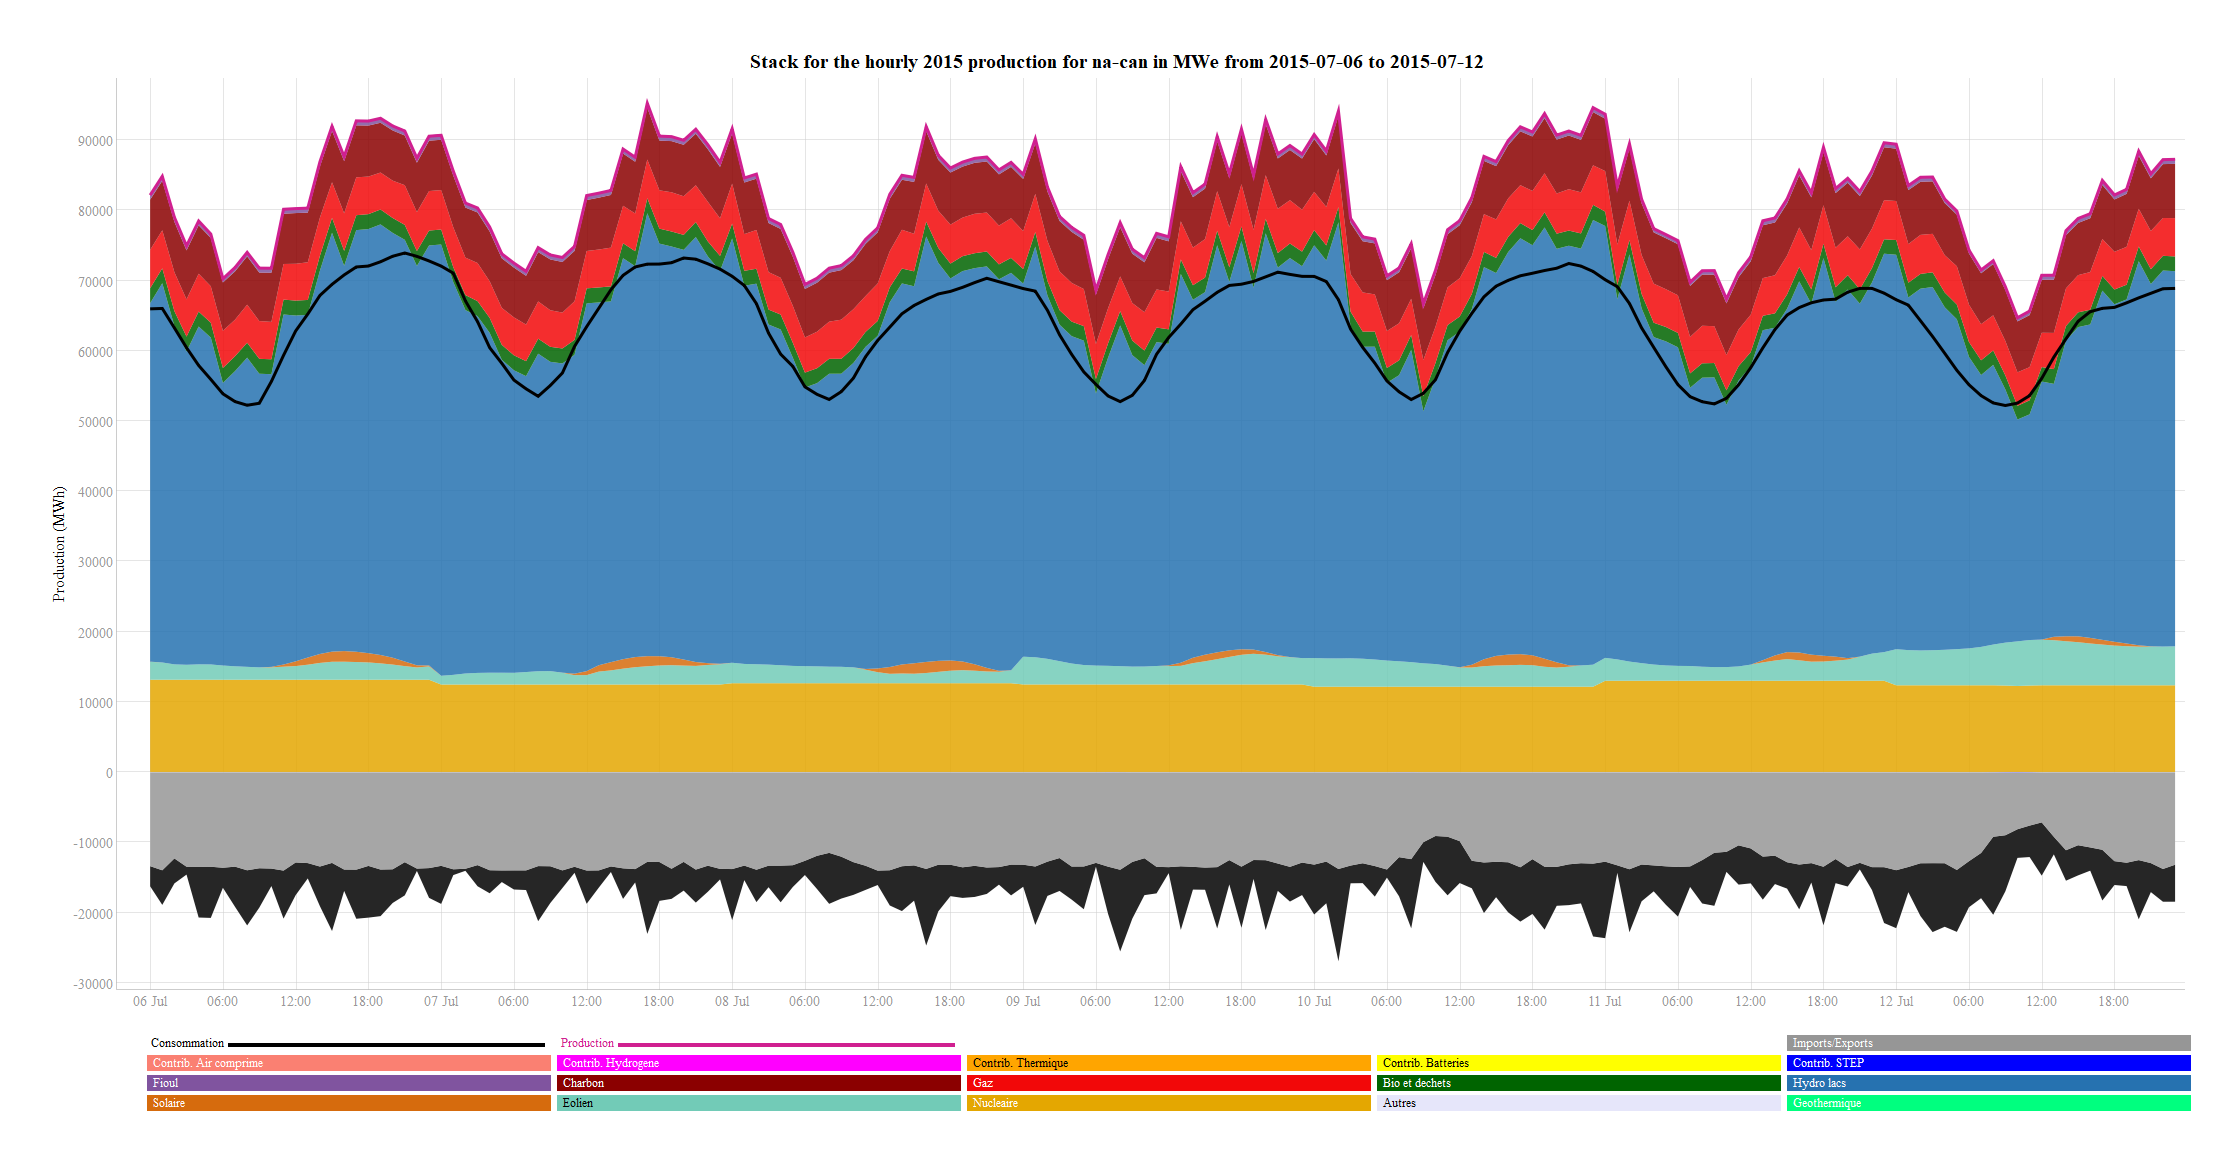 Stack for the hourly 2015 production for na-can in MWe from 2015-07-06 to 2015-07-12
Production (MWh)
90000
80000
70000
60000
50000
40000
30000
20000
10000
0
-10000
-20000
-30000
06 Jul 06:00 12:00 18:00 07 Jul 06:00 12:00 18:00 08 Jul 06:00 12:00 18:00 09 Jul 06:00 12:00 18:00 10 Jul 06:00 12:00 18:00 11 Jul 06:00 12:00 18:00 12 Jul 06:00 12:00 18:00
Consommation Production Imports/Exports
Contrib. Air comprime Contrib. Hydrogene Contrib. Thermique Contrib. Batteries Contrib. STEP
Fioul Charbon Gaz Bio et dechets Hydro lacs
Solaire Eolien Nucleaire Autres Geothermique